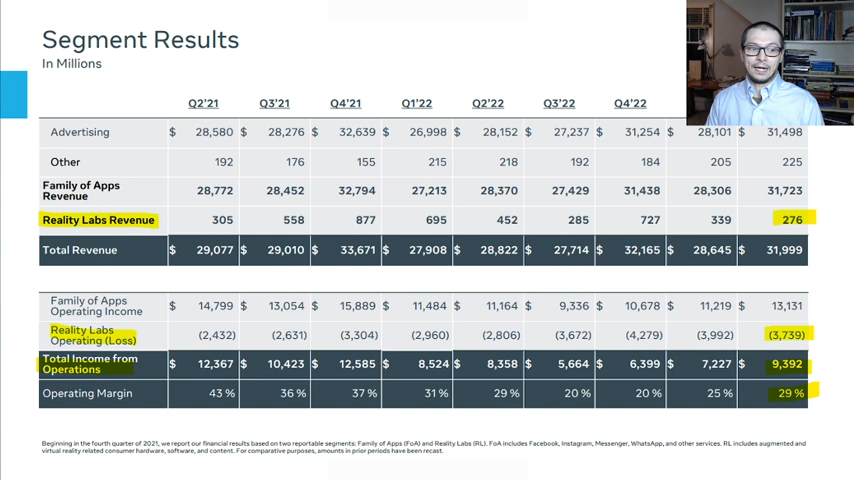 Segment Results
In Millions
Q2'21 Q3'21 Q4'21 Q1'22 Q2'22 Q3'22 Q4'22
Advertising $ 28,580 $ 28,276 $ 32,639 $ 26,998 $ 28,152 $ 27,237 $ 31,254 $ 28,101 $ 31,498
Other 192 176 155 215 218 192 184 205 225
Family of Apps
Revenue 28,772 28,452 32,794 27,213 28,370 27,429 31,438 28,306 31,723
Reality Labs Revenue 305 558 877 695 452 285 727 339 276
Total Revenue $ 29,077 $ 29,010 $ 33,671 $ 27,908 $ 28,822 $ 27,714 $ 32,165 $ 28,645 $ 31,999
Family of Apps
Operating Income $ 14,799 $ 13,054 $ 15,889 $ 11,484 $ 11,164 $ 9,336 $ 10,678 $ 11,219 $ 13,131
Reality Labs
Operating (Loss) (2,432) (2,631) (3,304) (2,960) (2,806) (3,672) (4,279) (3,992) (3,739)
Total Income from
Operations $ 12,367 $ 10,423 $ 12,585 $ 8,524 $ 8,358 $ 5,664 $ 6,399 $ 7,227 $ 9,392
Operating Margin 43 % 36 % 37 % 31 % 29 % 20 % 20 % 25 % 29 %
Beginning in the fourth quarter of 2021, we report our financial results based on two reportable segments: Family of Apps (FoA) and Reality Labs (RL). FoA includes Facebook, Instagram, Messenger, WhatsApp, and other services. RL includes augmented and
virtual reality related consumer hardware, software, and content. For comparative purposes, amounts in prior periods have been recast.